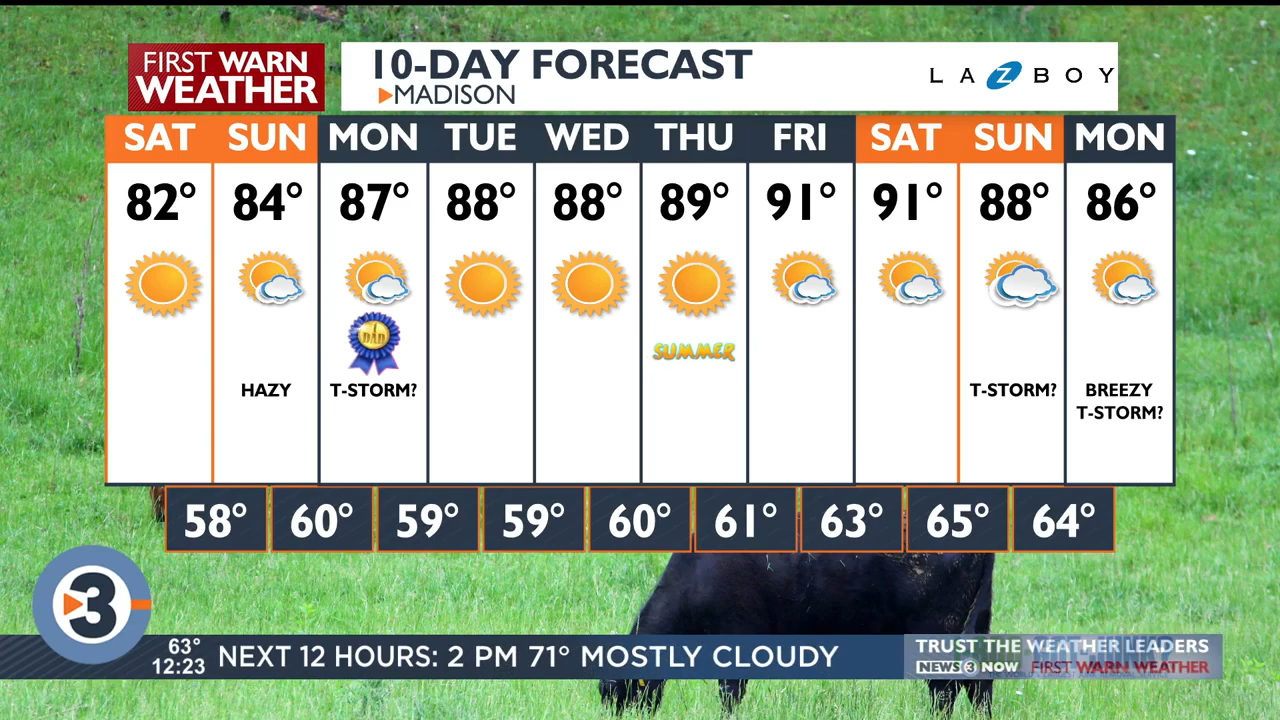 FIRST WARN
WEATHER
10-DAY FORECAST
MADISON
LA Z BOY
SAT SUN MON TUE WED THU FRI SAT SUN MON
82° 84° 87° 88° 88° 89° 91° 91° 88° 86°
1
DAD
SUMMER
HAZY T-STORM? T-STORM? BREEZY
T-STORM?
58° 60° 59° 59° 60° 61° 63° 65° 64°
3
63°
12:23
NEXT 12 HOURS: 2 PM 71° MOSTLY CLOUDY
TRUST THE WEATHER LEADERS
NEWS 3 NOW FIRST WARN WEATHER